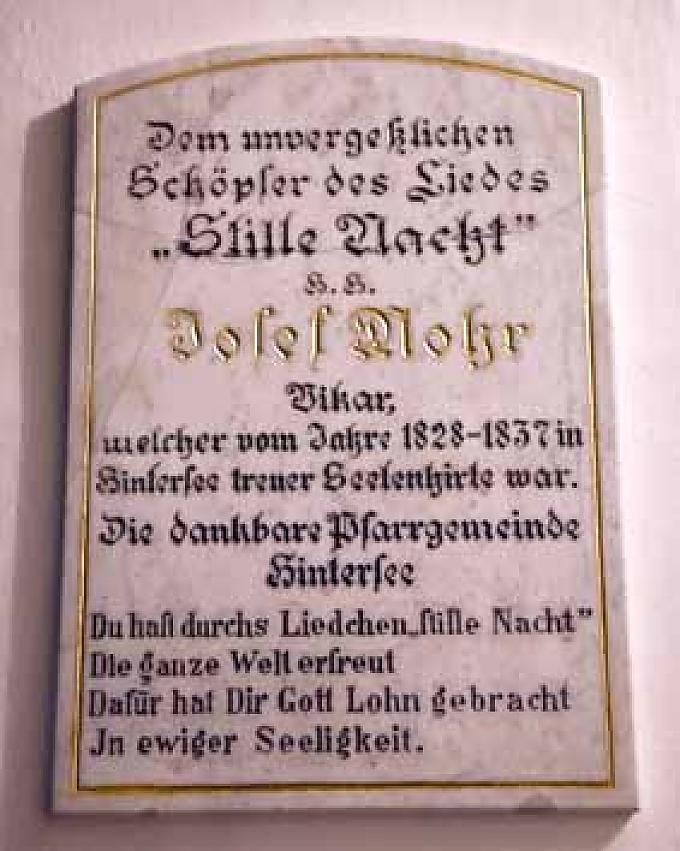 Dem unvergeßlichen
Schöpfer des Liedes
„Stille Nacht”
H. H.
Josef Mohr
Vikar,
welcher vom Jahre 1828-1837 in
Hintersee treuer Seelenhirte war.
Die dankbare Pfarrgemeinde
Hintersee
Du hast durchs Liedchen „stille Nacht”
Die ganze Welt erfreut
Dafür hat Dir Gott Lohn gebracht
Jn ewiger Seeligkeit.